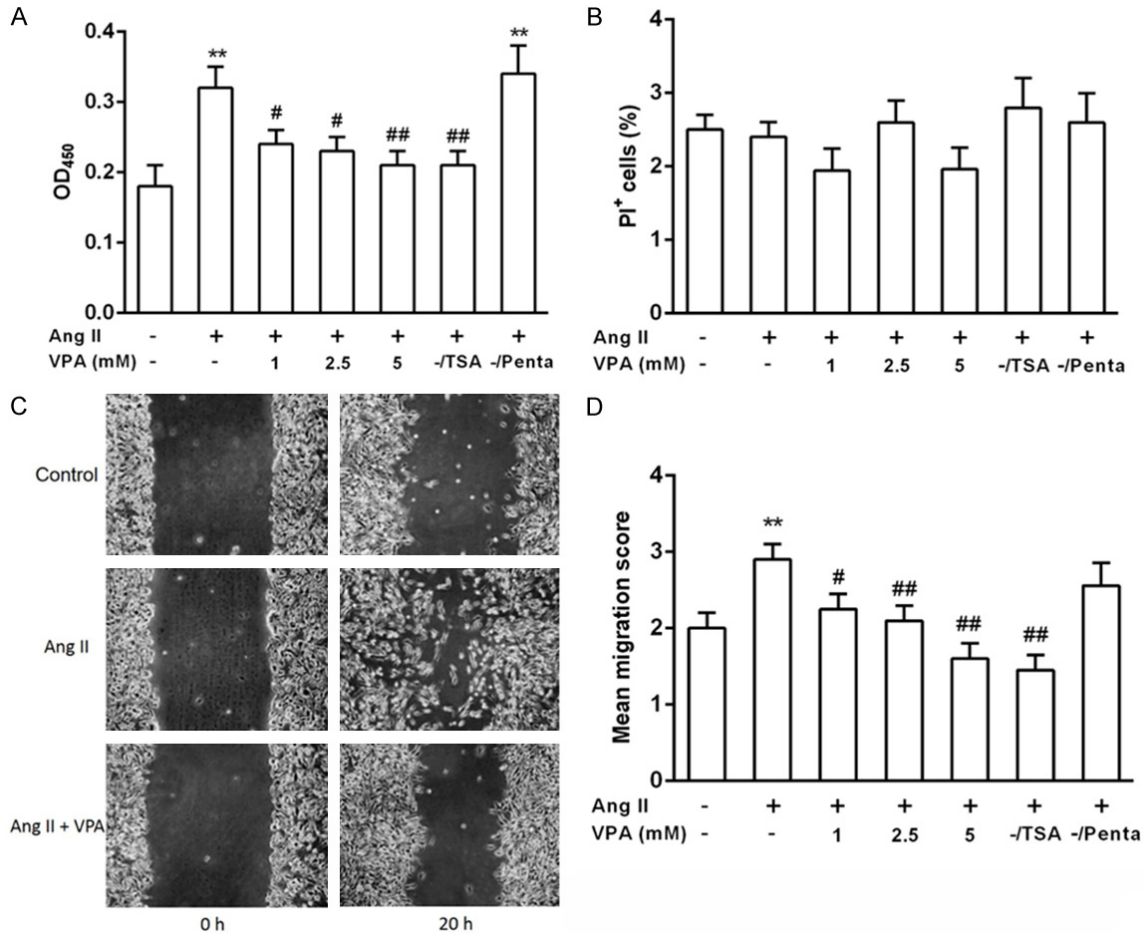 A
OD450
0.4
0.3
0.2
0.1
0.0
** # # ## ## **
Ang II - + + + + + +
VPA (mM) - - 1 2.5 5 -/TSA -/Penta
B
PI+ cells (%)
4
3
2
1
0
Ang II - + + + + + +
VPA (mM) - - 1 2.5 5 -/TSA -/Penta
C
Control
Ang II
Ang II + VPA
0 h 20 h
D
Mean migration score
4
3
2
1
0
** # ## ## ##
Ang II - + + + + + +
VPA (mM) - - 1 2.5 5 -/TSA -/Penta